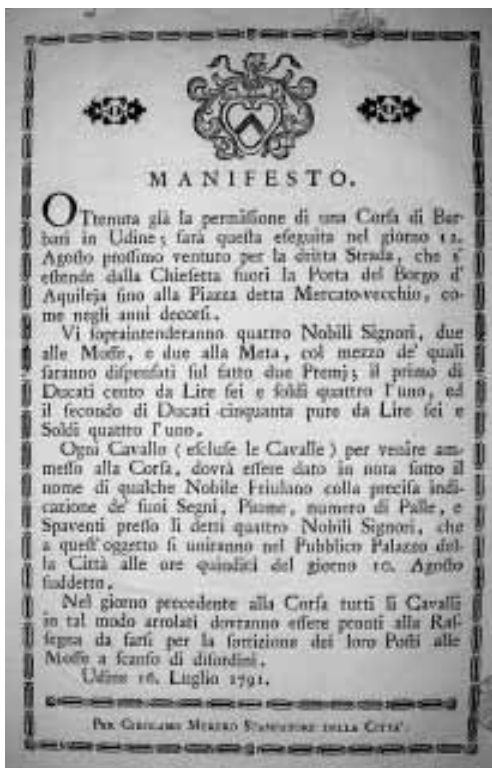 MANIFESTO.
OTtenuta già la permissione di una Corsa di Bar-
bari in Udine; sarà questa eseguita nel giorno 12.
Agosto prossimo venturo per la dritta Strada, che s'
estende dalla Chiesetta fuori la Porta del Borgo d'
Aquileja sino alla Piazza detta Mercato-vecchio, co-
me negli anni decorsi.
Vi sopraintenderanno quattro Nobili Signori, due
alle Mosse, e due alla Meta, col mezzo de' quali
saranno dispensati sul fatto due Premj; il primo di
Ducati cento da Lire sei e soldi quattro l'uno, ed
il secondo di Ducati cinquanta pure da Lire sei e
Soldi quattro l'uno.
Ogni Cavallo (escluse le Cavalle) per venire am-
messo alla Corsa, dovrà essere dato in nota sotto il
nome di qualche Nobile Friulano colla precisa indi-
cazione de' suoi Segni, Piume, numero di Palle, e
Spaventi presso li detti quattro Nobili Signori, che
a quest'oggetto si uniranno nel Pubblico Palazzo del-
la Città alle ore quindici del giorno 10. Agosto
suddetto.
Nel giorno precedente alla Corsa tutti li Cavalli
in tal modo arrolati dovranno essere pronti alla Ras-
segna da farsi per la sortizione dei loro Posti alle
Mosse a scanso di disordini.
Udine 16. Luglio 1791.
PER GIROLAMO MURERO STAMPATORE DELLA CITTA'.